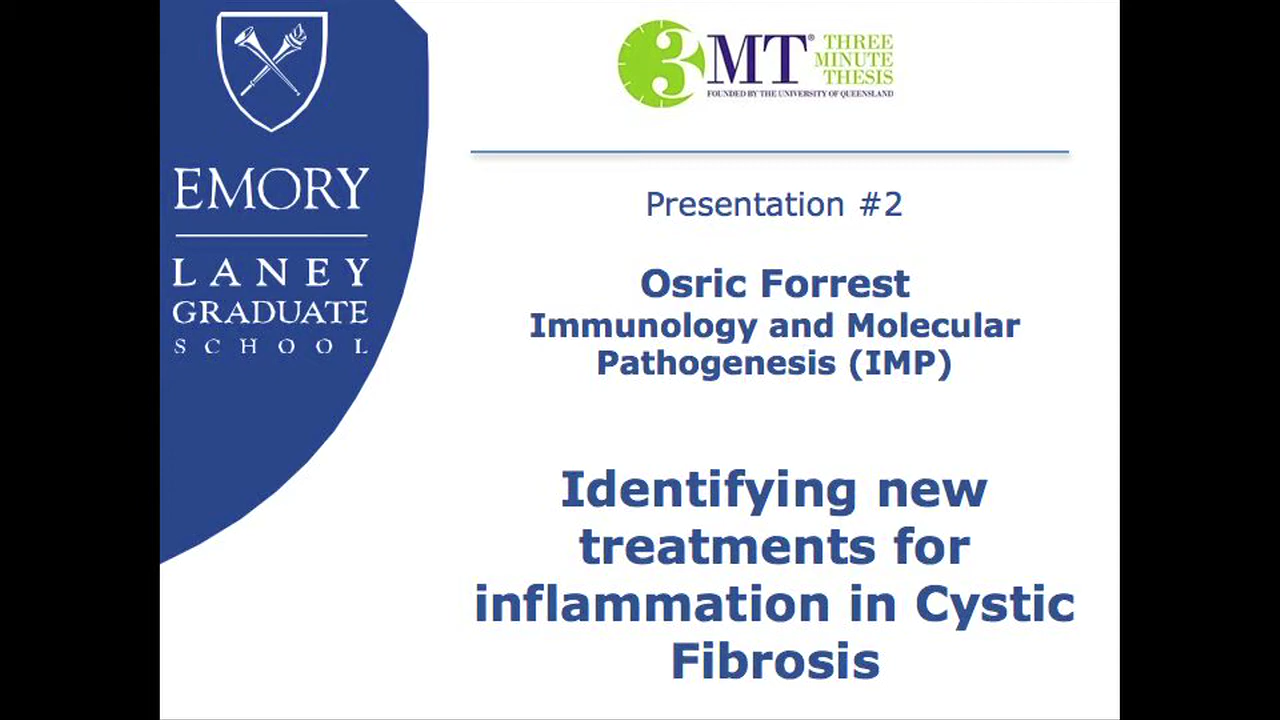 EMORY
LANEY
GRADUATE
SCHOOL
3MT® THREE
MINUTE
THESIS
FOUNDED BY THE UNIVERSITY OF QUEENSLAND
Presentation #2
Osric Forrest
Immunology and Molecular
Pathogenesis (IMP)
Identifying new
treatments for
inflammation in Cystic
Fibrosis